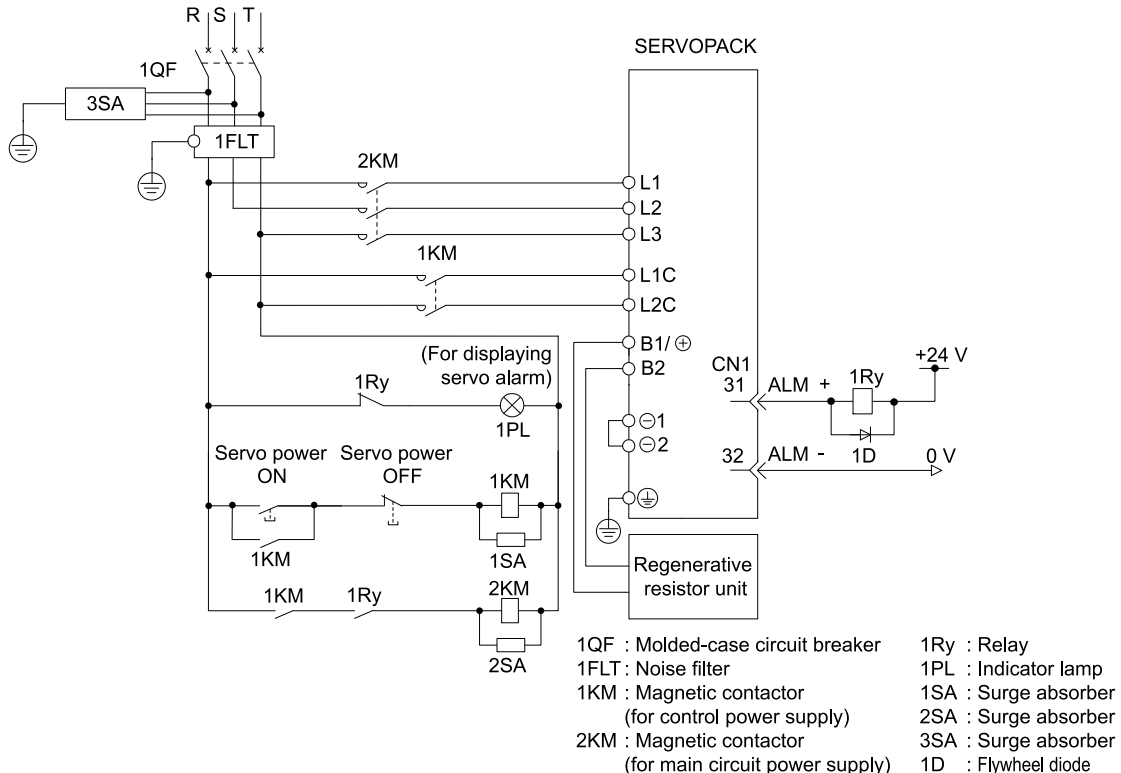 R S T
SERVOPACK
1QF
3SA
1FLT
2KM
L1
L2
L3
1KM
L1C
L2C
B1/ ⊕
(For displaying
servo alarm)
B2
CN1
+24 V
1Ry
31 ALM +
1Ry
1PL
⊖1
⊖2
1D
32 ALM -
0 V
Servo power
ON
Servo power
OFF
1KM
1KM
1SA
Regenerative
resistor unit
1KM
1Ry
2KM
2SA
1QF : Molded-case circuit breaker
1FLT : Noise filter
1KM : Magnetic contactor
(for control power supply)
2KM : Magnetic contactor
(for main circuit power supply)
1Ry : Relay
1PL : Indicator lamp
1SA : Surge absorber
2SA : Surge absorber
3SA : Surge absorber
1D : Flywheel diode